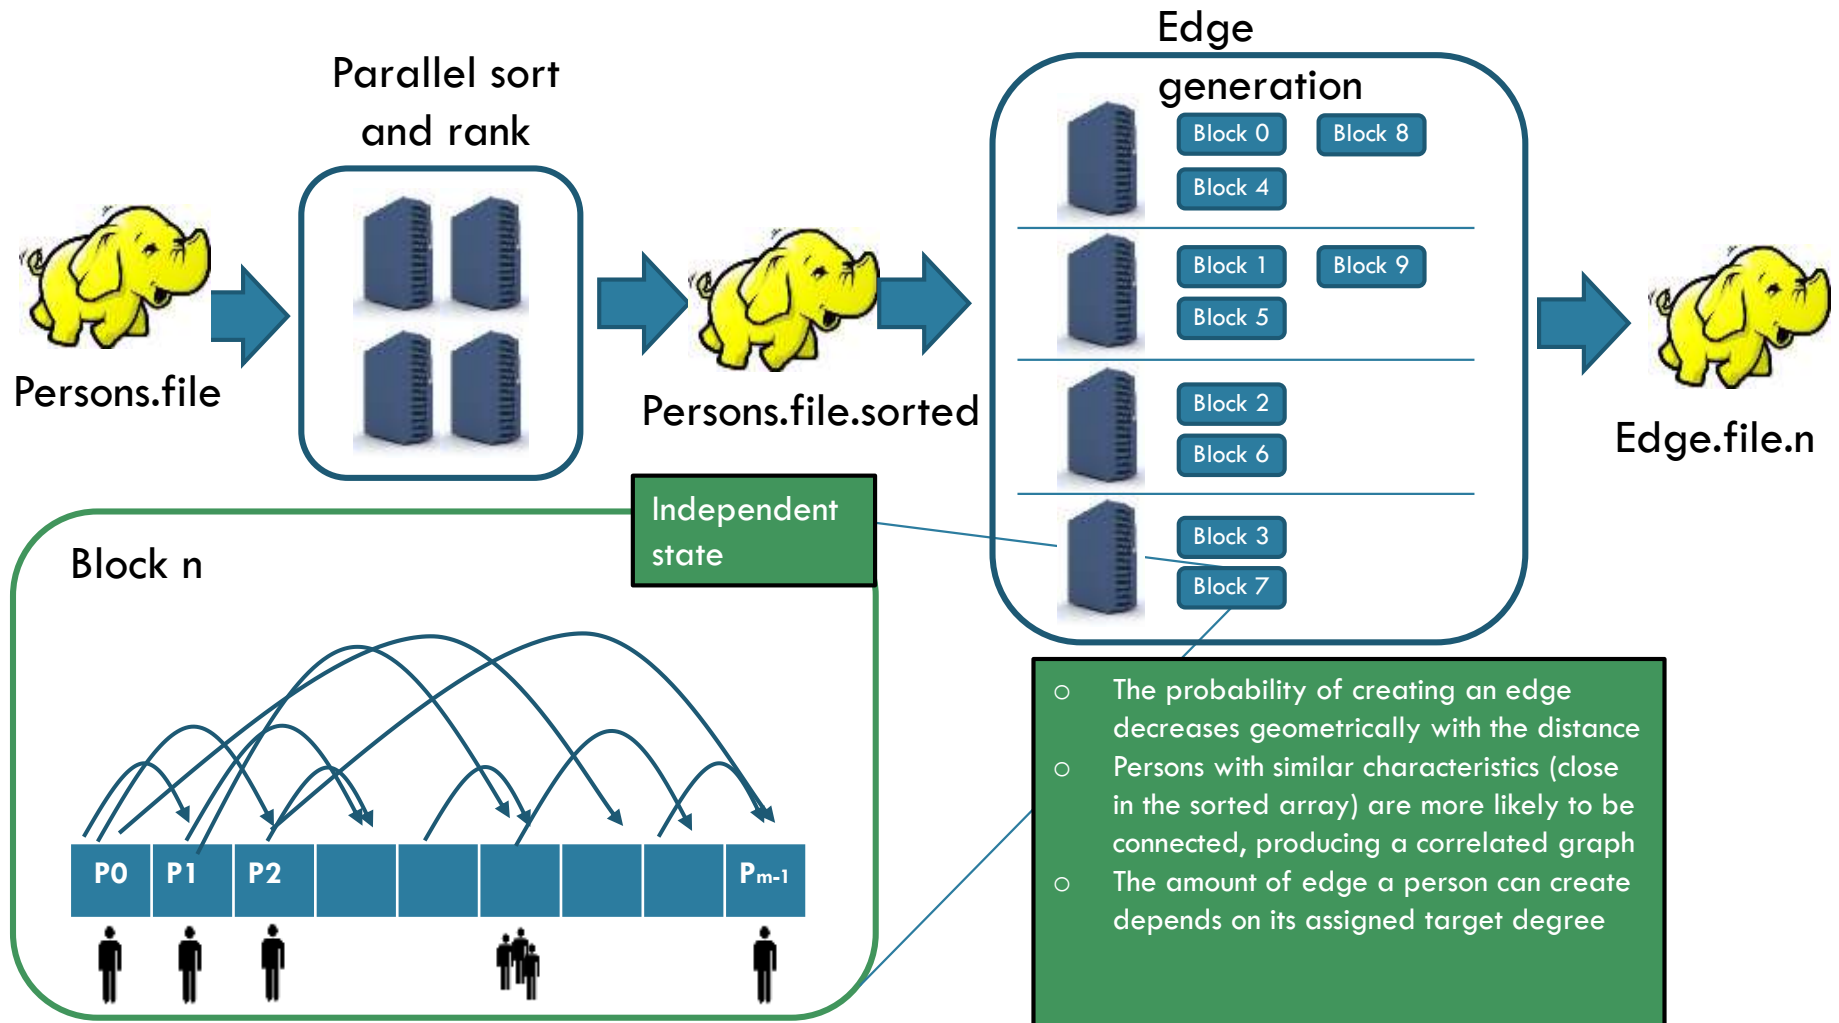 Parallel sort
and rank
Edge
generation
Block 0
Block 8
Block 4
Block 1
Block 9
Block 5
Block 2
Block 6
Block 3
Block 7
Persons.file
Persons.file.sorted
Edge.file.n
Independent
state
Block n
P0
P1
P2
Pm-1
o The probability of creating an edge
decreases geometrically with the distance
o Persons with similar characteristics (close
in the sorted array) are more likely to be
connected, producing a correlated graph
o The amount of edge a person can create
depends on its assigned target degree